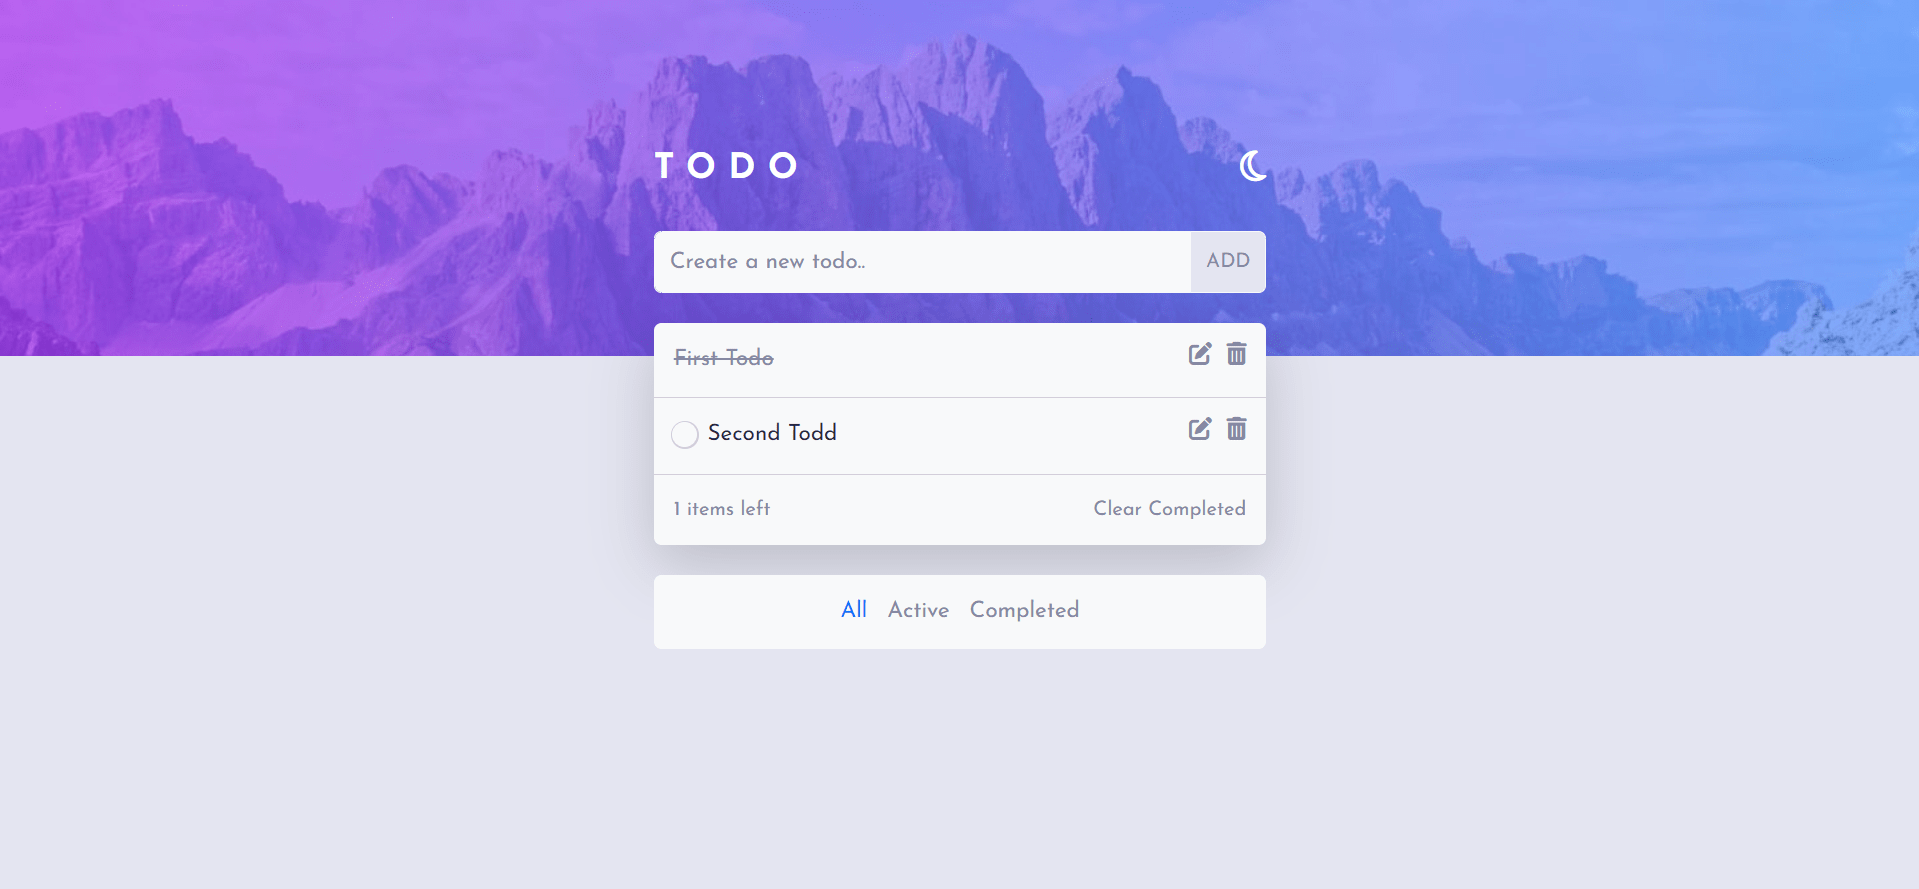 TODO
Create a new todo..
ADD
First Todo
Second Todd
1 items left
Clear Completed
All Active Completed